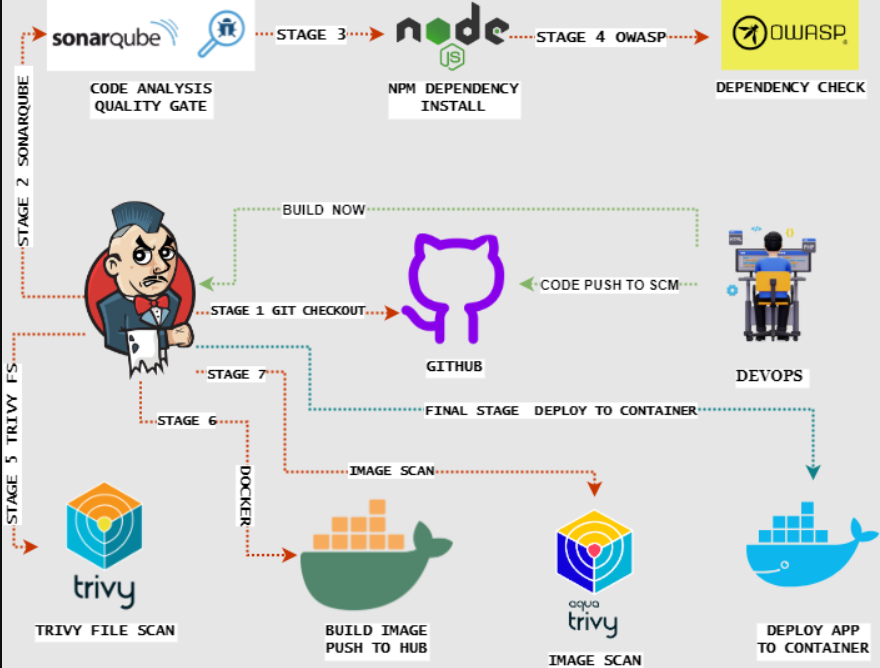 sonarqube
STAGE 3
node
JS
STAGE 4 OWASP
OWASP
CODE ANALYSIS
QUALITY GATE
NPM DEPENDENCY
INSTALL
DEPENDENCY CHECK
STAGE 2 SONARQUBE
BUILD NOW
CODE PUSH TO SCM
STAGE 1 GIT CHECKOUT
GITHUB
DEVOPS
STAGE 7
FINAL STAGE DEPLOY TO CONTAINER
STAGE 6
STAGE 5 TRIVY FS
DOCKER
IMAGE SCAN
trivy
aqua
trivy
TRIVY FILE SCAN
BUILD IMAGE
PUSH TO HUB
IMAGE SCAN
DEPLOY APP
TO CONTAINER